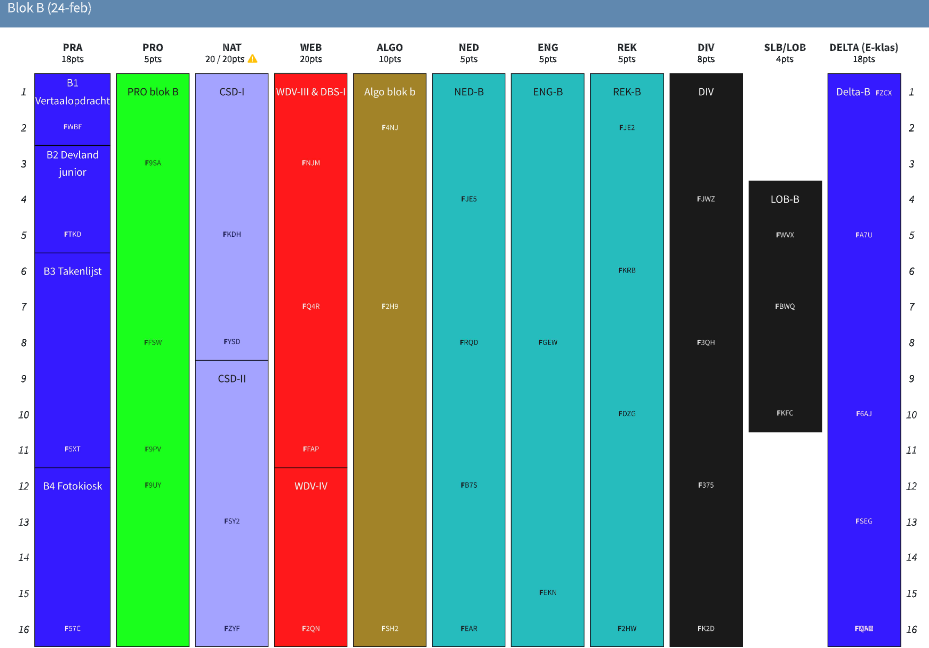 Blok B (24-feb)
PRA PRO NAT WEB ALGO NED ENG REK DIV SLB/LOB DELTA (E-klas)
18pts 5pts 20 / 20pts 20pts 10pts 5pts 5pts 5pts 8pts 4pts 18pts
B1
1 Vertaalopdracht PRO blok B CSD-I WDV-III & DBS-I Algo blok b NED-B ENG-B REK-B DIV Delta-B FZCX 1
2 FWBF F4NJ FJE2 2
3 B2 Devland F9SA FNJM 3
junior
4 FJES FJWZ LOB-B 4
5 FTKD FKDH FWVX FA7U 5
6 B3 Takenlijst FKRB 6
7 FQ4R F2H9 FBWQ 7
8 FF5W FYSD FRQD FGEW F3QH 8
9 CSD-II 9
10 FDZG FKFC F6AJ 10
11 F5XT F9PV FFAP 11
12 B4 Fotokiosk F9UY WDV-IV FB7S F37S 12
13 FSY2 FSEG 13
14 14
15 FEKN 15
16 FS7C FZYF F2QN FSH2 FEAR F2HW FK2D 16